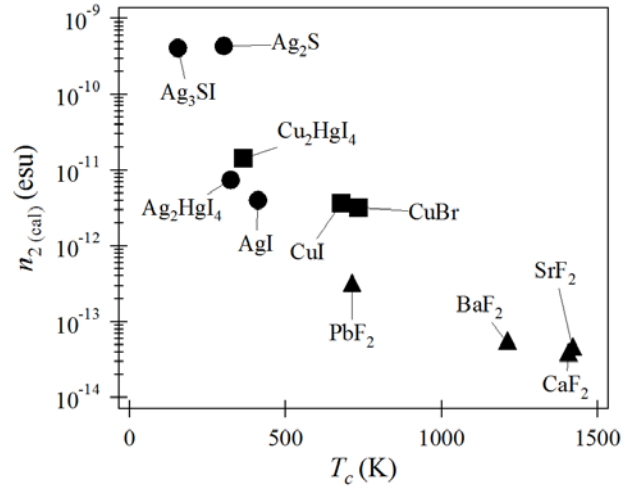 10⁻⁹
Ag₂S
Ag₃SI
10⁻¹⁰
Cu₂HgI₄
10⁻¹¹
Ag₂HgI₄
AgI
CuI
CuBr
10⁻¹²
PbF₂
10⁻¹³
BaF₂
SrF₂
CaF₂
10⁻¹⁴
n₂ (cal) (esu)
0 500 1000 1500
T_c (K)